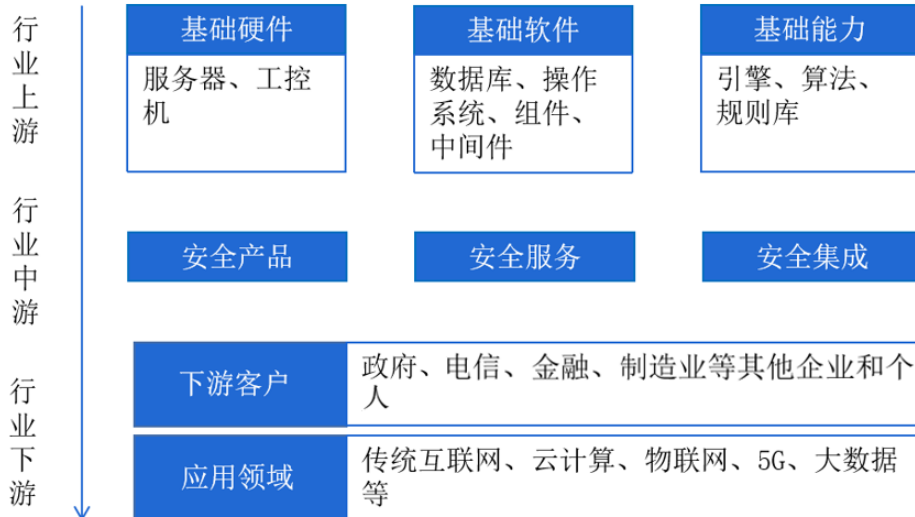 行业上游
基础硬件
服务器、工控
机
基础软件
数据库、操作
系统、组件、
中间件
基础能力
引擎、算法、
规则库
行业中游
安全产品
安全服务
安全集成
行业下游
下游客户
政府、电信、金融、制造业等其他企业和个
人
应用领域
传统互联网、云计算、物联网、5G、大数据
等